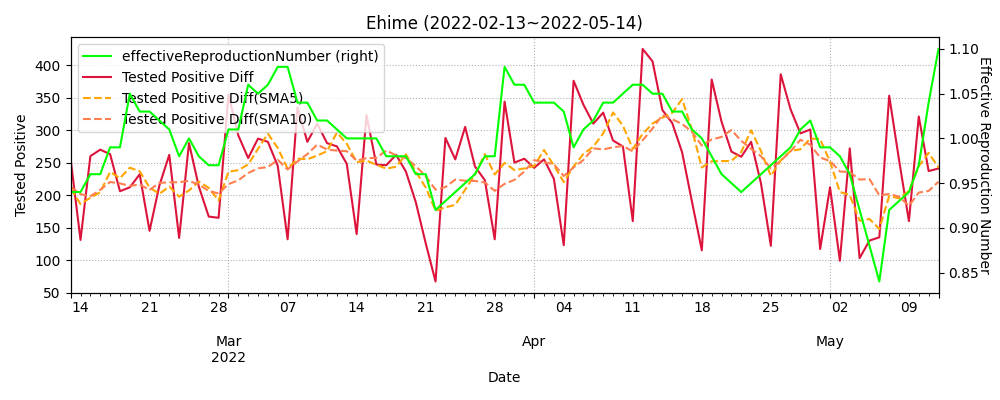 Ehime (2022-02-13~2022-05-14)
effectiveReproductionNumber (right)
Tested Positive Diff
Tested Positive Diff(SMA5)
Tested Positive Diff(SMA10)
Tested Positive
400
350
300
250
200
150
100
50
1.10
1.05
1.00
0.95
0.90
0.85
Effective Reproduction Number
14 21 28 07 14 21 28 04 11 18 25 02 09
Mar Apr May
2022
Date